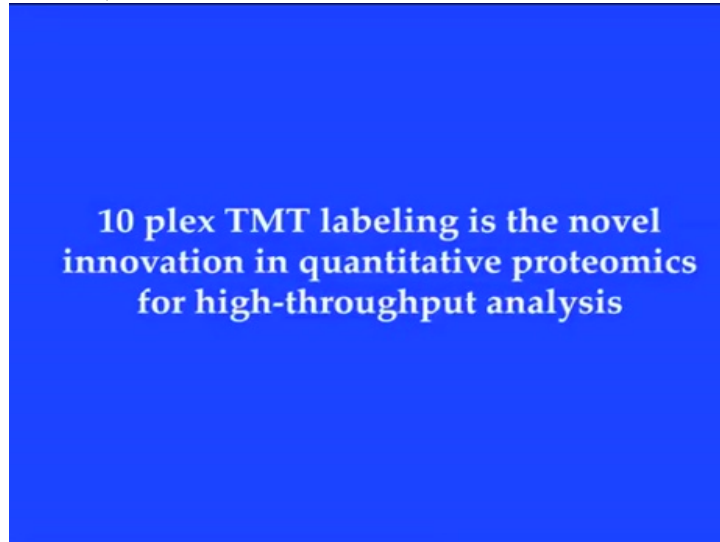 10 plex TMT labeling is the novel
innovation in quantitative proteomics
for high-throughput analysis